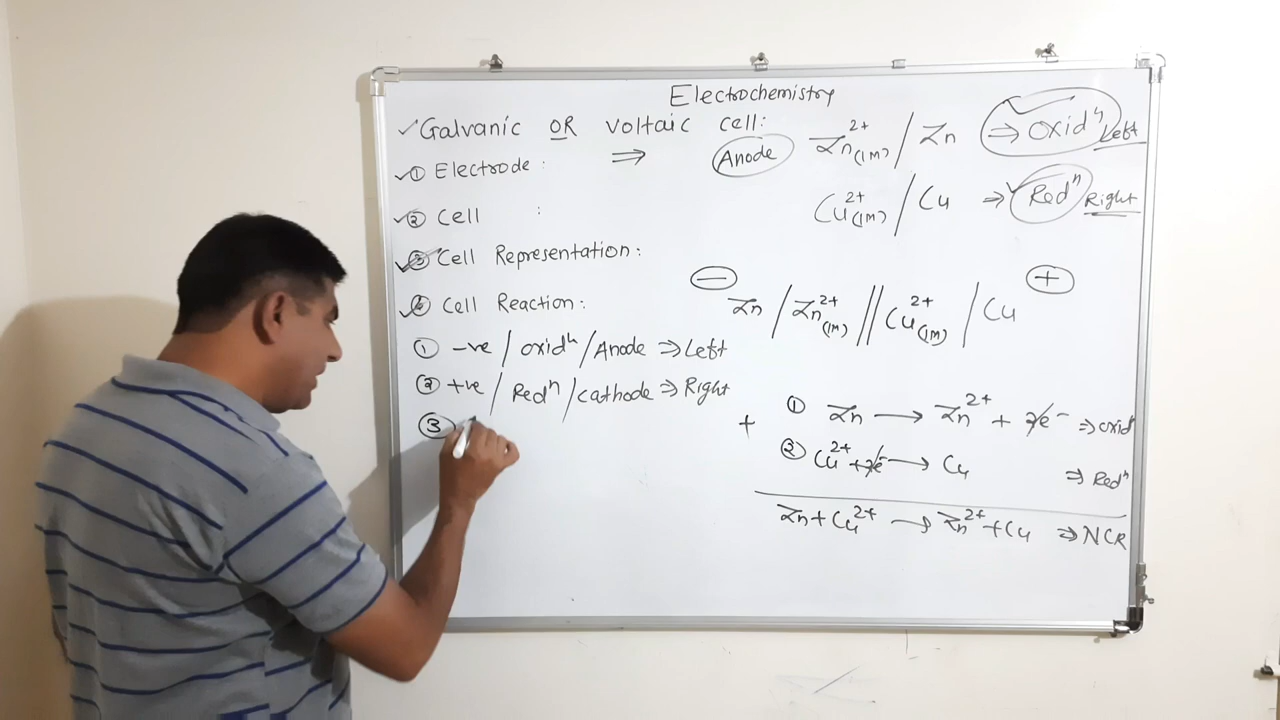 Electrochemistry
✓Galvanic OR voltaic cell:
✓① Electrode : ⇒ Anode Zn²⁺(1M) / Zn ⇒ Oxidⁿ Left
✓② Cell : Cu²⁺(1M) / Cu ⇒ Redⁿ Right
✓③ Cell Representation:
✓④ Cell Reaction:
− +
Zn / Zn²⁺(1M) // Cu²⁺(1M) / Cu
① -ve / oxidⁿ / Anode ⇒ Left
② +ve / Redⁿ / cathode ⇒ Right
③
① Zn → Zn²⁺ + 2e⁻ ⇒ oxidⁿ
+
② Cu²⁺ + 2e⁻ → Cu ⇒ Redⁿ
Zn + Cu²⁺ → Zn²⁺ + Cu ⇒ NCR